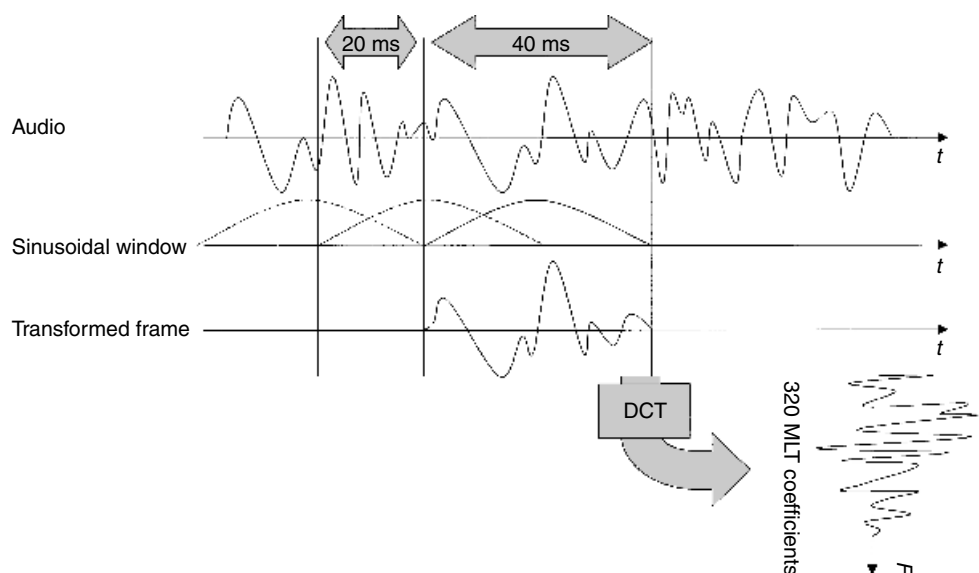 20 ms
40 ms
Audio
t
Sinusoidal window
t
Transformed frame
t
DCT
320 MLT coefficients
F